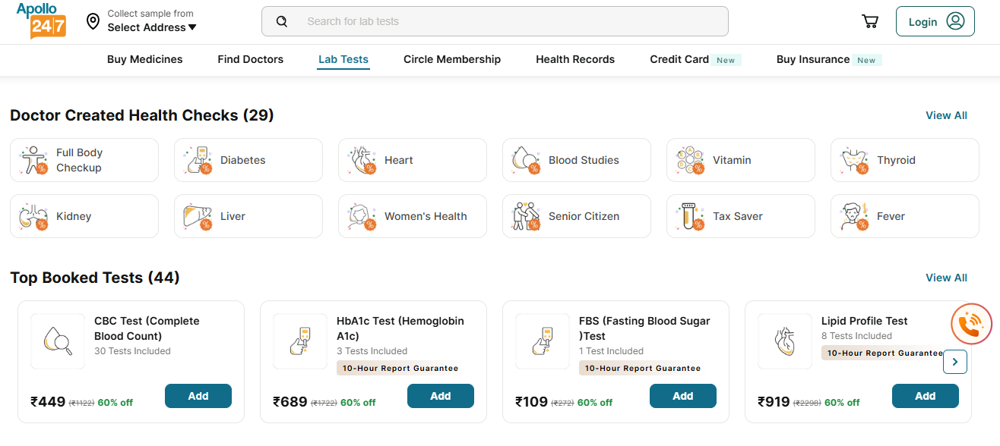 Apollo
24|7
Collect sample from
Select Address
Search for lab tests
Login
Buy Medicines
Find Doctors
Lab Tests
Circle Membership
Health Records
Credit Card New
Buy Insurance New
Doctor Created Health Checks (29)
View All
Full Body
Checkup
Diabetes
Heart
Blood Studies
Vitamin
Thyroid
Kidney
Liver
Women's Health
Senior Citizen
Tax Saver
Fever
Top Booked Tests (44)
View All
CBC Test (Complete
Blood Count)
30 Tests Included
₹449 (₹1122) 60% off
Add
HbA1c Test (Hemoglobin
A1c)
3 Tests Included
10-Hour Report Guarantee
₹689 (₹1722) 60% off
Add
FBS (Fasting Blood Sugar
)Test
1 Test Included
10-Hour Report Guarantee
₹109 (₹272) 60% off
Add
Lipid Profile Test
8 Tests Included
10-Hour Report Guarantee
₹919 (₹2298) 60% off
Add